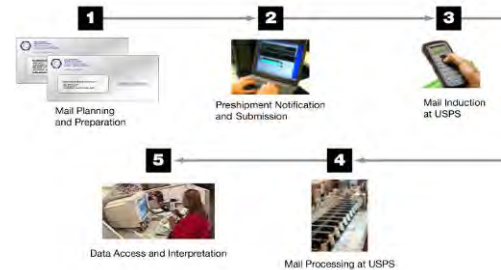 1
2
3
Mail Planning
and Preparation
Preshipment Notification
and Submission
Mail Induction
at USPS
5
4
Data Access and Interpretation
Mail Processing at USPS